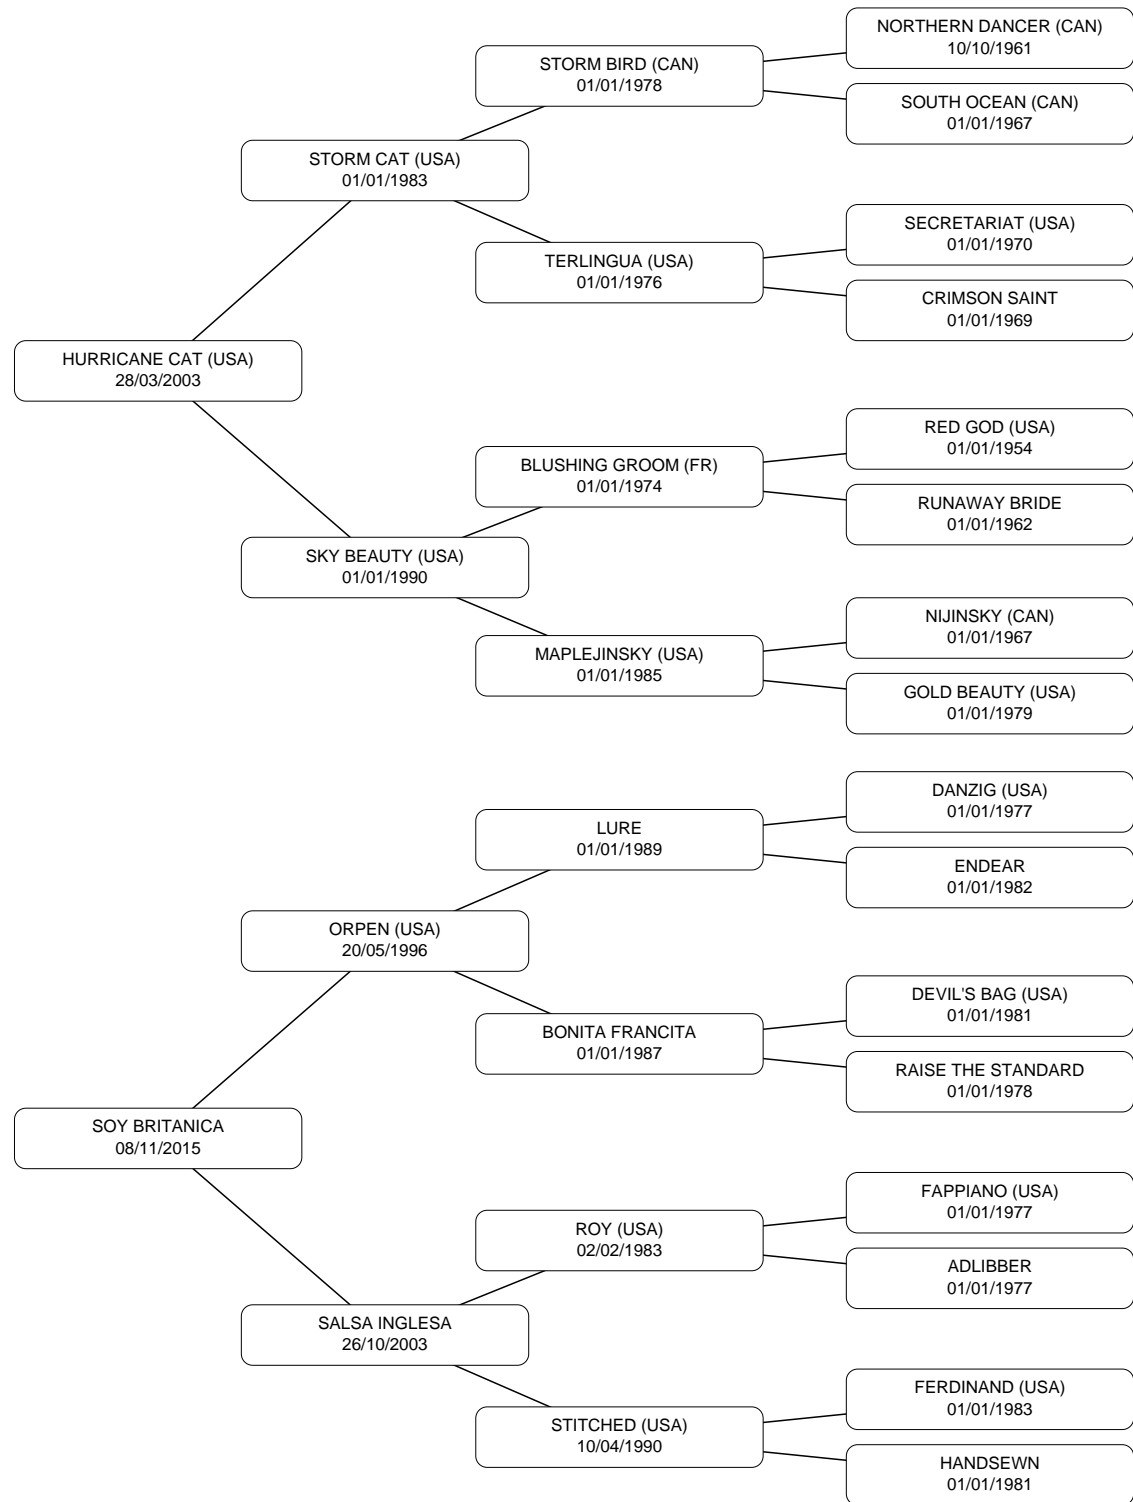 NORTHERN DANCER (CAN)
10/10/1961
STORM BIRD (CAN)
01/01/1978
SOUTH OCEAN (CAN)
01/01/1967
STORM CAT (USA)
01/01/1983
SECRETARIAT (USA)
01/01/1970
TERLINGUA (USA)
01/01/1976
CRIMSON SAINT
01/01/1969
HURRICANE CAT (USA)
28/03/2003
RED GOD (USA)
01/01/1954
BLUSHING GROOM (FR)
01/01/1974
RUNAWAY BRIDE
01/01/1962
SKY BEAUTY (USA)
01/01/1990
NIJINSKY (CAN)
01/01/1967
MAPLEJINSKY (USA)
01/01/1985
GOLD BEAUTY (USA)
01/01/1979
DANZIG (USA)
01/01/1977
LURE
01/01/1989
ENDEAR
01/01/1982
ORPEN (USA)
20/05/1996
DEVIL'S BAG (USA)
01/01/1981
BONITA FRANCITA
01/01/1987
RAISE THE STANDARD
01/01/1978
SOY BRITANICA
08/11/2015
FAPPIANO (USA)
01/01/1977
ROY (USA)
02/02/1983
ADLIBBER
01/01/1977
SALSA INGLESA
26/10/2003
FERDINAND (USA)
01/01/1983
STITCHED (USA)
10/04/1990
HANDSEWN
01/01/1981